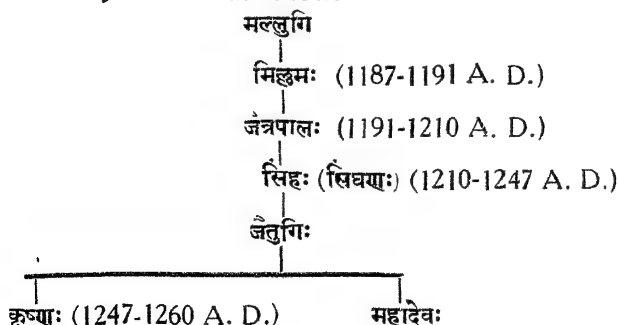 मल्लुगि
मिल्लमः (1187-1191 A. D.)
जंत्रपालः (1191-1210 A. D.)
सिंहः (सिंघणः) (1210-1247 A. D.)
जैतुगिः
कृष्णः (1247-1260 A. D.) महादेवः